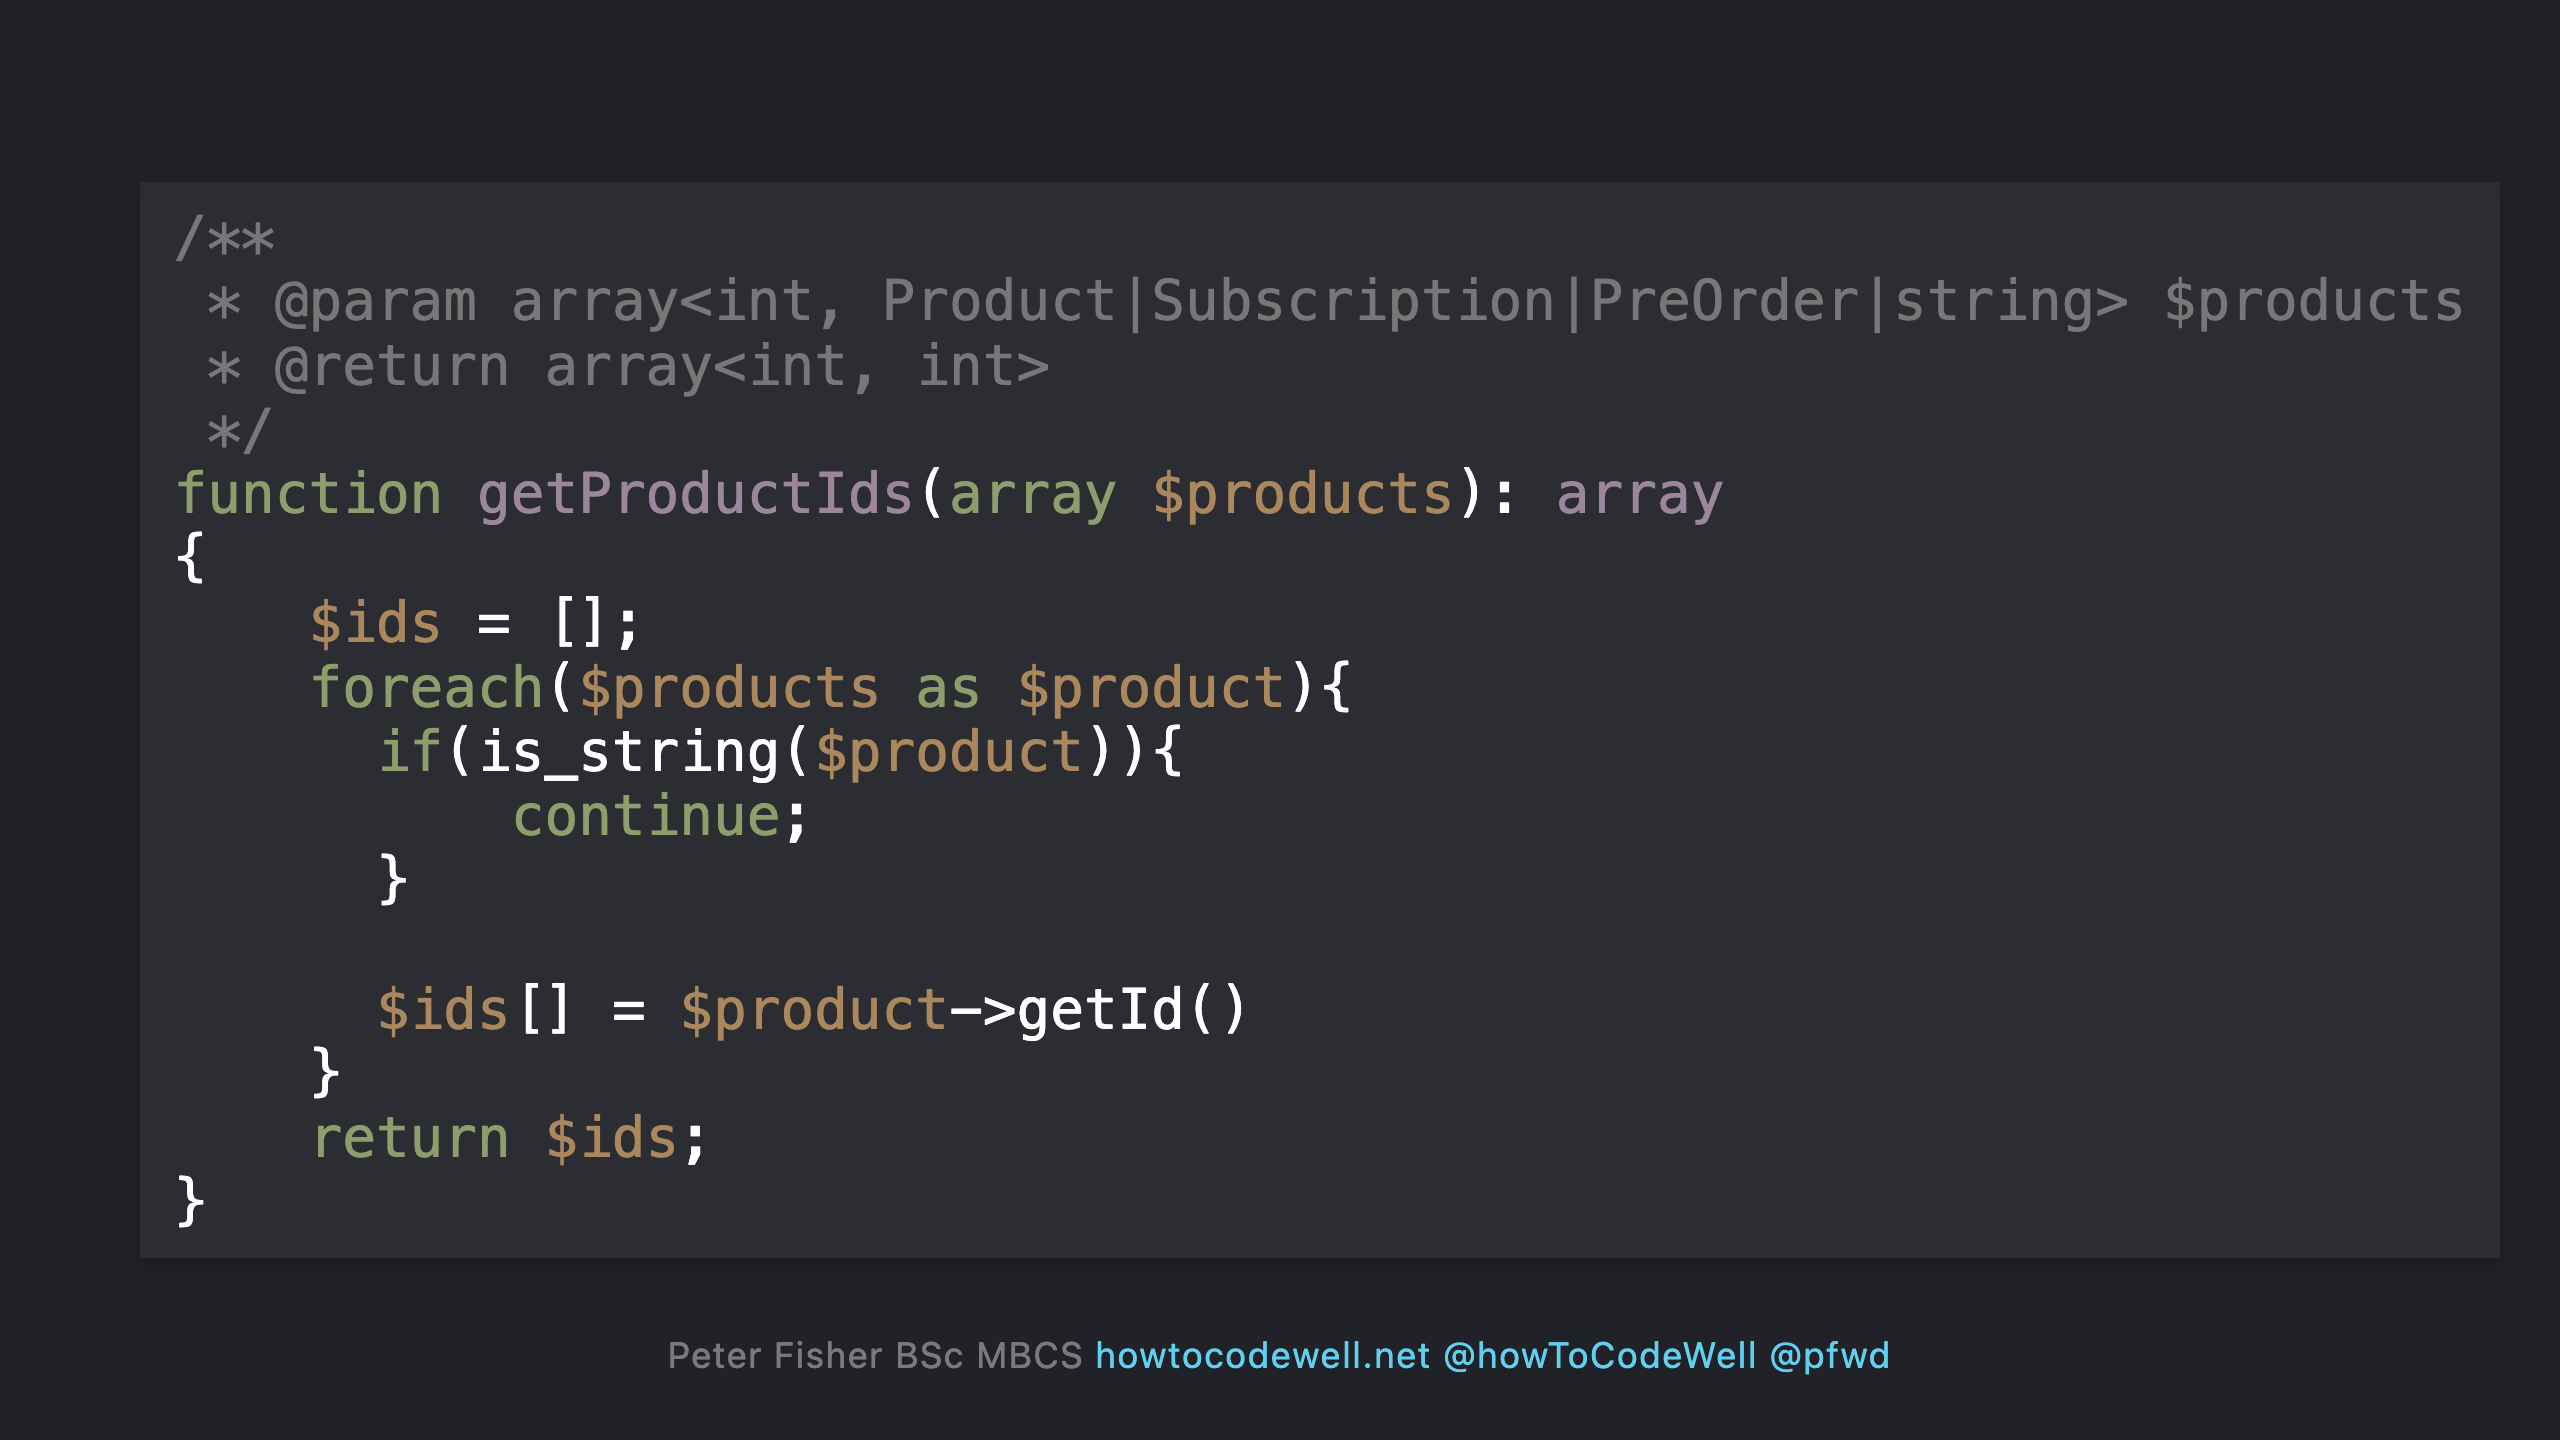 /**
 * @param array<int, Product|Subscription|PreOrder|string> $products
 * @return array<int, int>
 */
function getProductIds(array $products): array
{
    $ids = [];
    foreach($products as $product){
      if(is_string($product)){
          continue;
      }

      $ids[] = $product->getId()
    }
    return $ids;
}
Peter Fisher BSc MBCS howtocodewell.net @howToCodeWell @pfwd